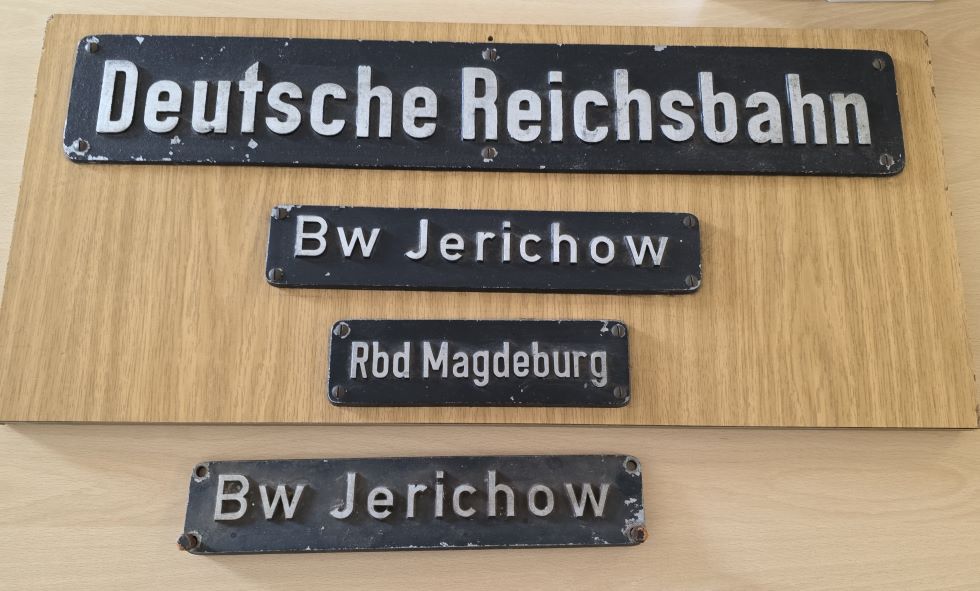 Deutsche Reichsbahn
Bw Jerichow
Rbd Magdeburg
Bw Jerichow